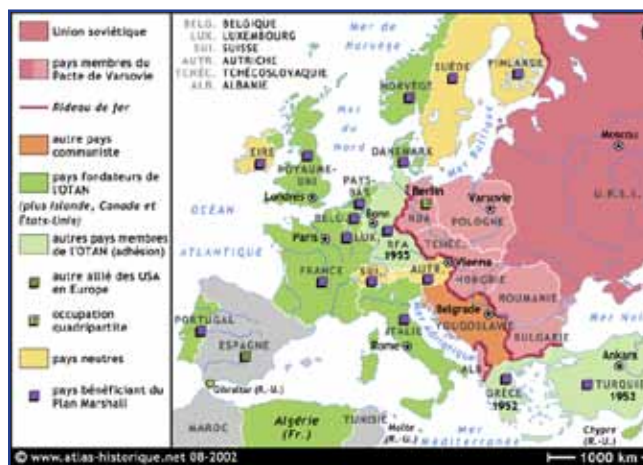 Union soviétique
pays membres du
Pacte de Varsovie
Rideau de fer
autre pays
communiste
pays fondateurs de
l'OTAN
(plus Islande, Canada et
États-Unis)
autres pays membres
de l'OTAN (adhésion)
autre allié des USA
en Europe
occupation
quadripartite
pays neutres
pays bénéficiant du
Plan Marshall
BELG. BELGIQUE
LUX. LUXEMBOURG
SUI. SUISSE
AUTR. AUTRICHE
TCHÉC. TCHÉCOSLOVAQUIE
ALB. ALBANIE
Mer de
Norvège
NORVÈGE
SUÈDE
FINLANDE
Mer
du
Nord
Mer Baltique
DANEMARK
Moscou
U.R.S.S.
EIRE
ROYAUME-
UNI
Londres
PAYS-
BAS
Berlin
RDA
Varsovie
POLOGNE
OCÉAN
ATLANTIQUE
BELG.
Bonn
LUX.
RFA
1955
TCHÉC.
Paris
FRANCE
SUI.
AUTR.
Vienne
HONGRIE
ROUMANIE
Belgrade
YOUGOSLAVIE
BULGARIE
Mer Noi
PORTUGAL
ESPAGNE
ITALIE
Rome
Mer Adriatique
ALB.
GRÈCE
1952
Ankara
TURQUIE
1952
Gibraltar (R.-U.)
MAROC
Algérie
(Fr.)
TUNISIE
Malte
(R.-U.)
Mer
Méditerranée
Chypre
(R.-U.)
© www.atlas-historique.net 08-2002
1000 km